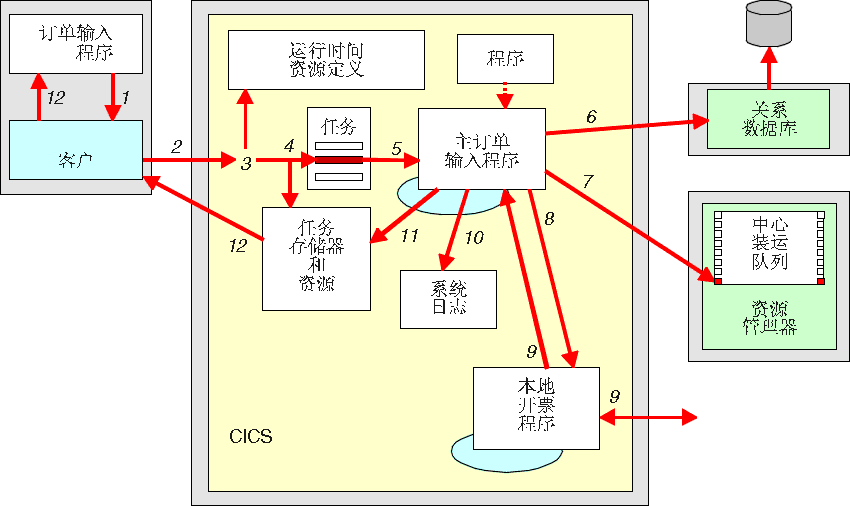 订单输入
程序
12
1
客户
2
12
运行时间
资源定义
3
4
任务
5
程序
主订单
输入程序
任务
存储器
和
资源
11
10
系统
日志
8
9
本地
开票
程序
9
CICS
6
7
关系
数据库
中心
装运
队列
资源
管理器